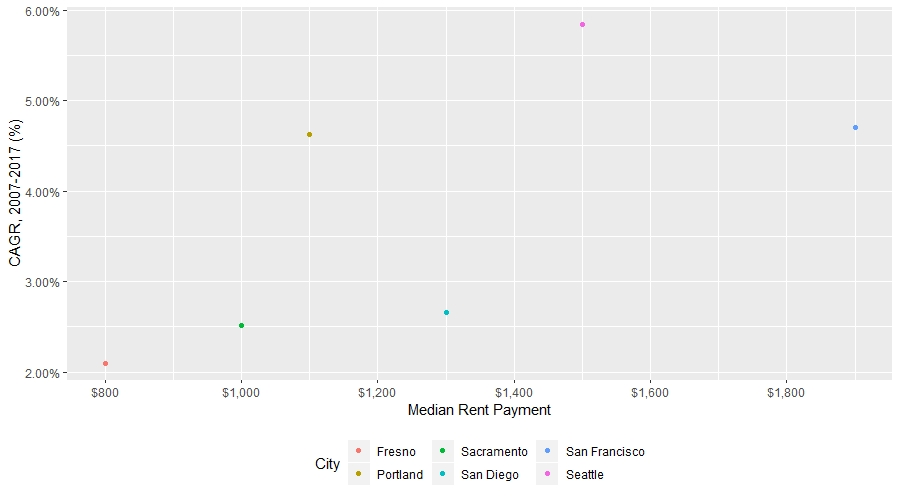 6.00%
5.00%
4.00%
3.00%
2.00%
CAGR, 2007-2017 (%)
$800 $1,000 $1,200 $1,400 $1,600 $1,800
Median Rent Payment
City
Fresno Sacramento San Francisco
Portland San Diego Seattle